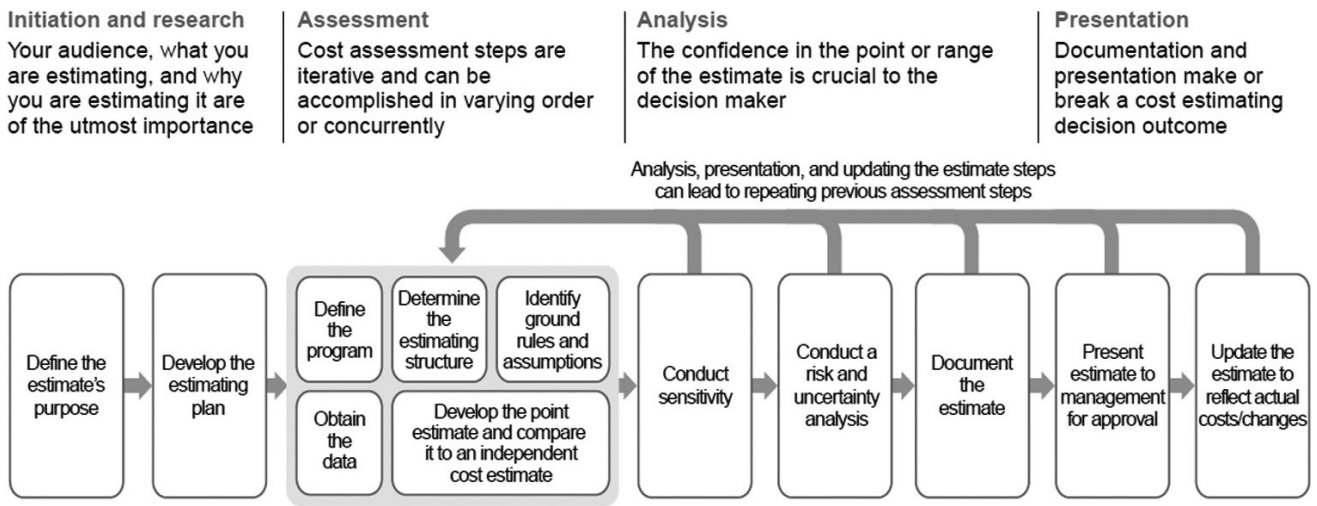 Initiation and research
Your audience, what you
are estimating, and why
you are estimating it are
of the utmost importance
Assessment
Cost assessment steps are
iterative and can be
accomplished in varying order
or concurrently
Analysis
The confidence in the point or range
of the estimate is crucial to the
decision maker
Presentation
Documentation and
presentation make or
break a cost estimating
decision outcome
Analysis, presentation, and updating the estimate steps
can lead to repeating previous assessment steps
Define the
estimate's
purpose
Develop the
estimating
plan
Define
the
program
Determine
the
estimating
structure
Identify
ground
rules and
assumptions
Obtain
the
data
Develop the point
estimate and compare
it to an independent
cost estimate
Conduct
sensitivity
Conduct a
risk and
uncertainty
analysis
Document
the
estimate
Present
estimate to
management
for approval
Update the
estimate to
reflect actual
costs/changes